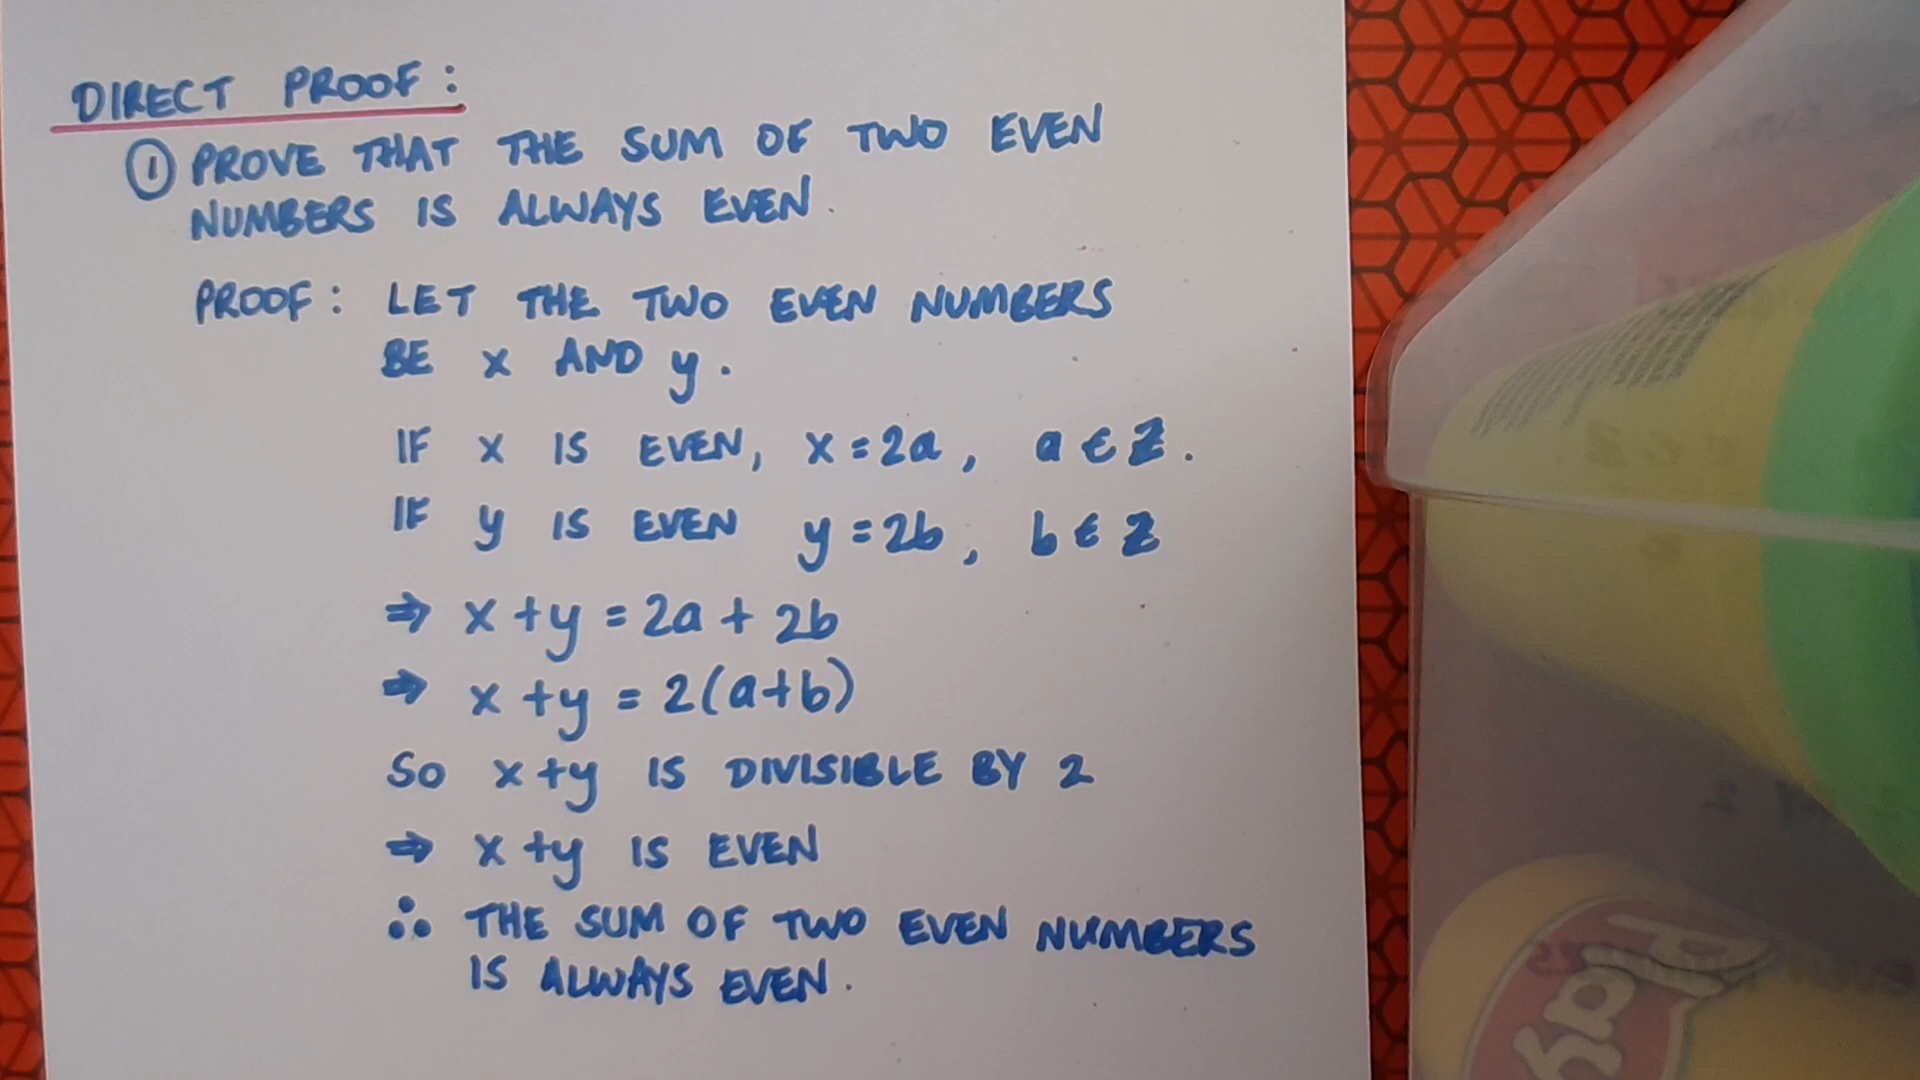 DIRECT PROOF:
① PROVE THAT THE SUM OF TWO EVEN
NUMBERS IS ALWAYS EVEN.
PROOF: LET THE TWO EVEN NUMBERS
BE x AND y.
IF x IS EVEN, x=2a, a∈Z.
IF y IS EVEN y=2b, b∈Z
⇒ x+y=2a+2b
⇒ x+y=2(a+b)
So x+y IS DIVISIBLE BY 2
⇒ x+y IS EVEN
∴ THE SUM OF TWO EVEN NUMBERS
IS ALWAYS EVEN.
Play